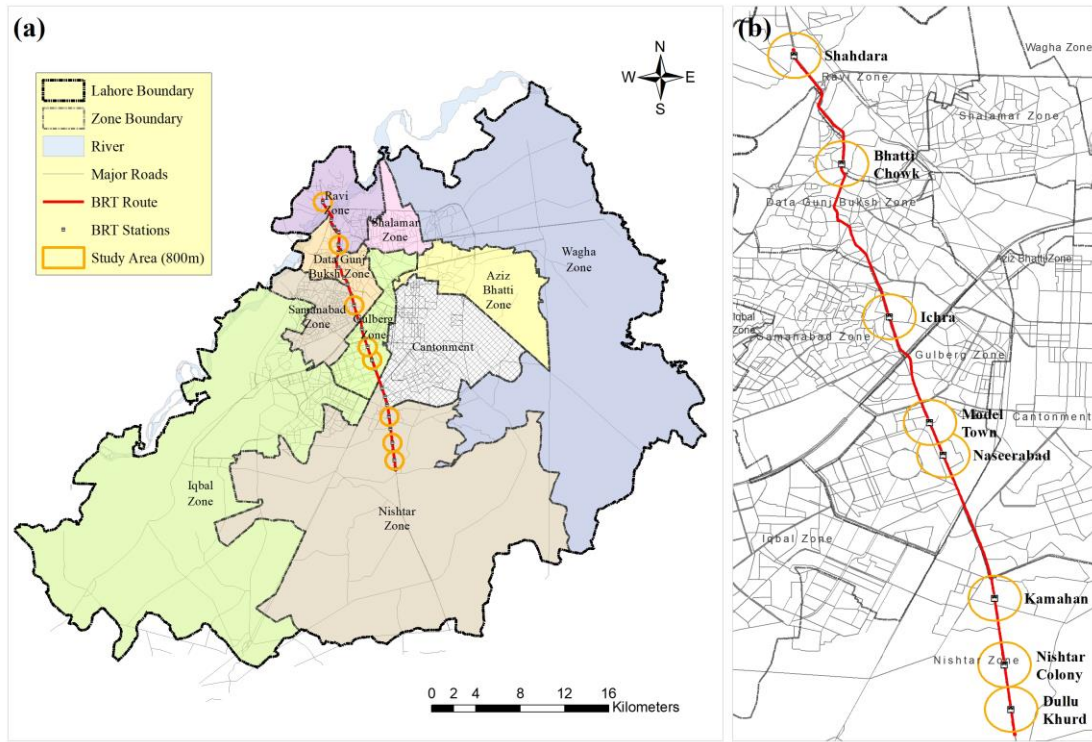 (a)
N
W E
S
Lahore Boundary
Zone Boundary
River
Major Roads
BRT Route
BRT Stations
Study Area (800m)
Ravi
Zone
Shalamar
Zone
Wagha
Zone
Data Gunj
Buksh Zone
Aziz
Bhatti
Zone
Samanabad
Zone
Gulberg
Zone
Cantonment
Iqbal
Zone
Nishtar
Zone
0 2 4 8 12 16
Kilometers
(b)
Wagha Zone
Shahdara
Ravi Zone
Shalamar Zone
Bhatti
Chowk
Data Gunj Buksh Zone
Aziz Bhatti Zone
Ichra
Iqbal
Zone
Samanabad Zone
Gulberg Zone
Model
Town
Cantonment
Naseerabad
Iqbal Zone
Kamahan
Nishtar Zone
Nishtar
Colony
Dullu
Khurd